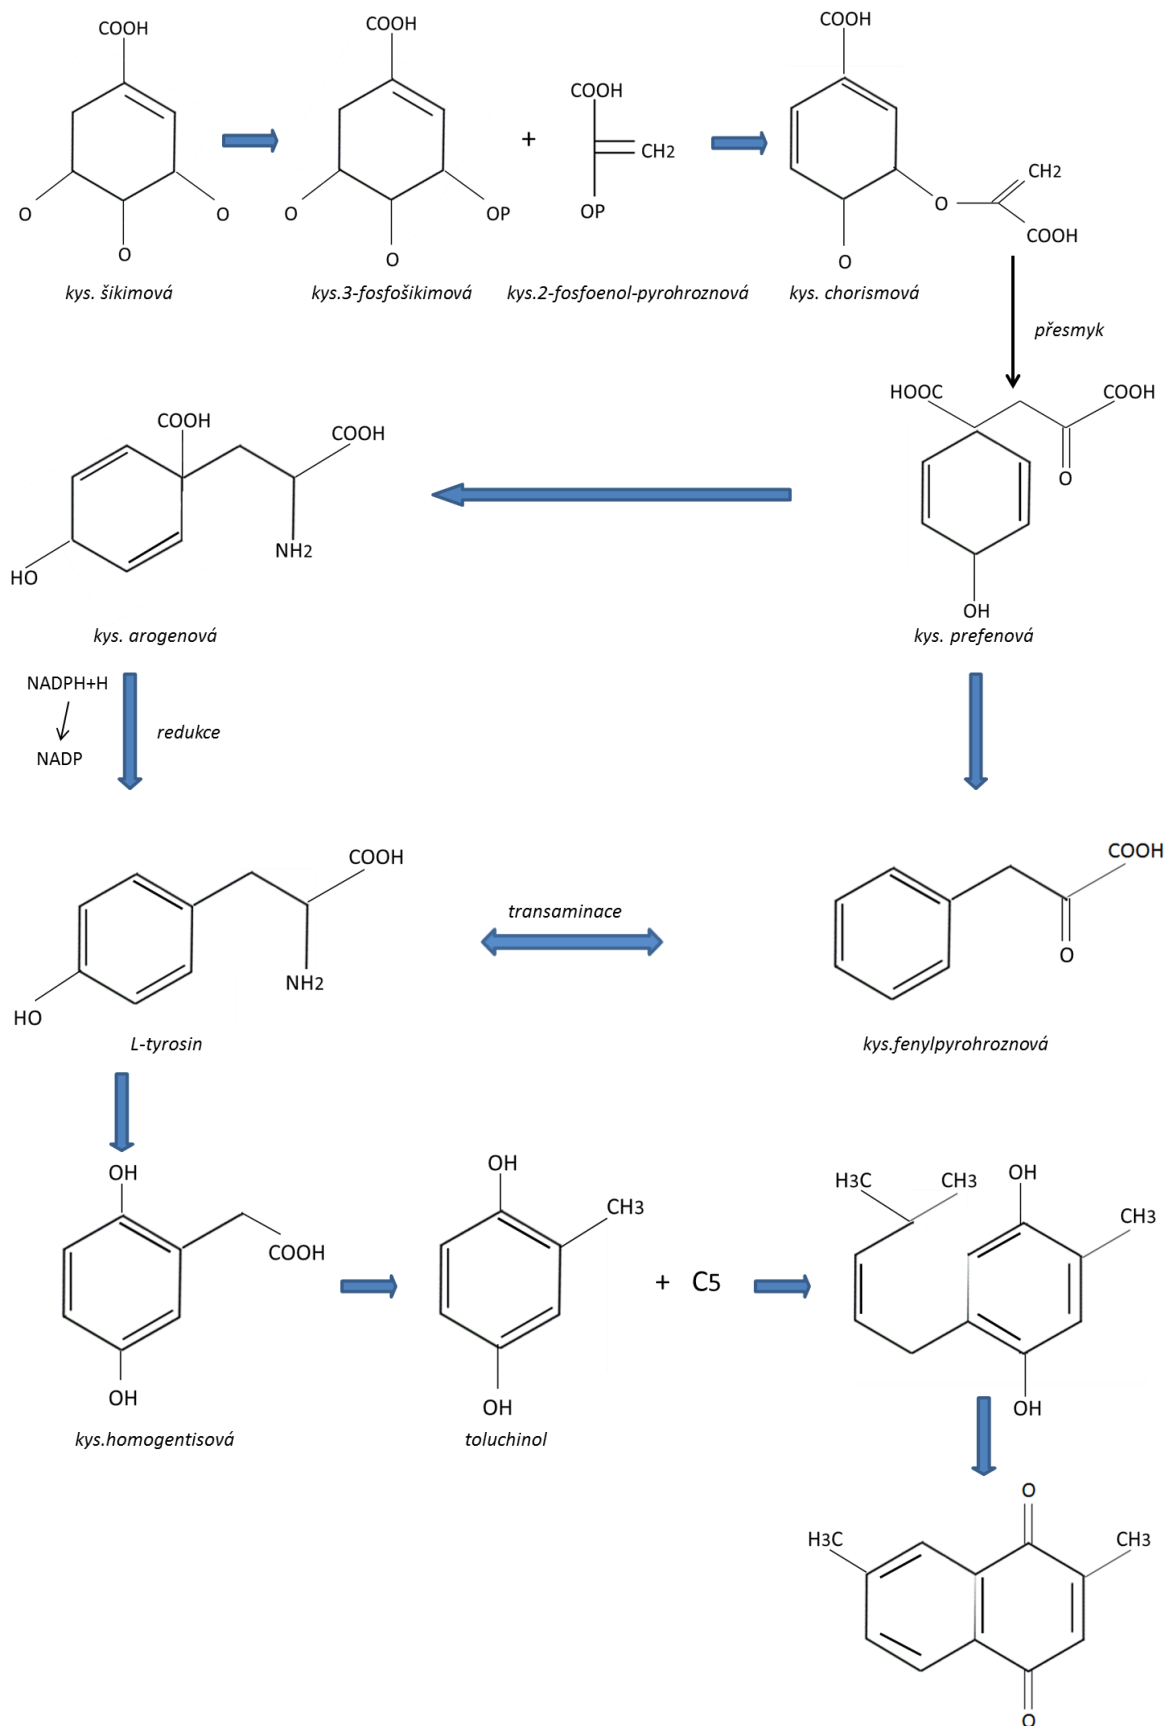 COOH
O
O
O
kys. šikimová
COOH
O
OP
O
kys.3-fosfošikimová
+
COOH
CH2
OP
kys.2-fosfoenol-pyrohroznová
COOH
O
CH2
COOH
O
kys. chorismová
přesmyk
HOOC
COOH
O
OH
kys. prefenová
COOH
COOH
NH2
HO
kys. arogenová
NADPH+H
NADP
redukce
COOH
NH2
HO
L-tyrosin
transaminace
COOH
O
kys.fenylpyrohroznová
OH
COOH
OH
kys.homogentisová
OH
CH3
OH
toluchinol
+ C5
H3C
CH3
OH
CH3
OH
O
H3C
CH3
O